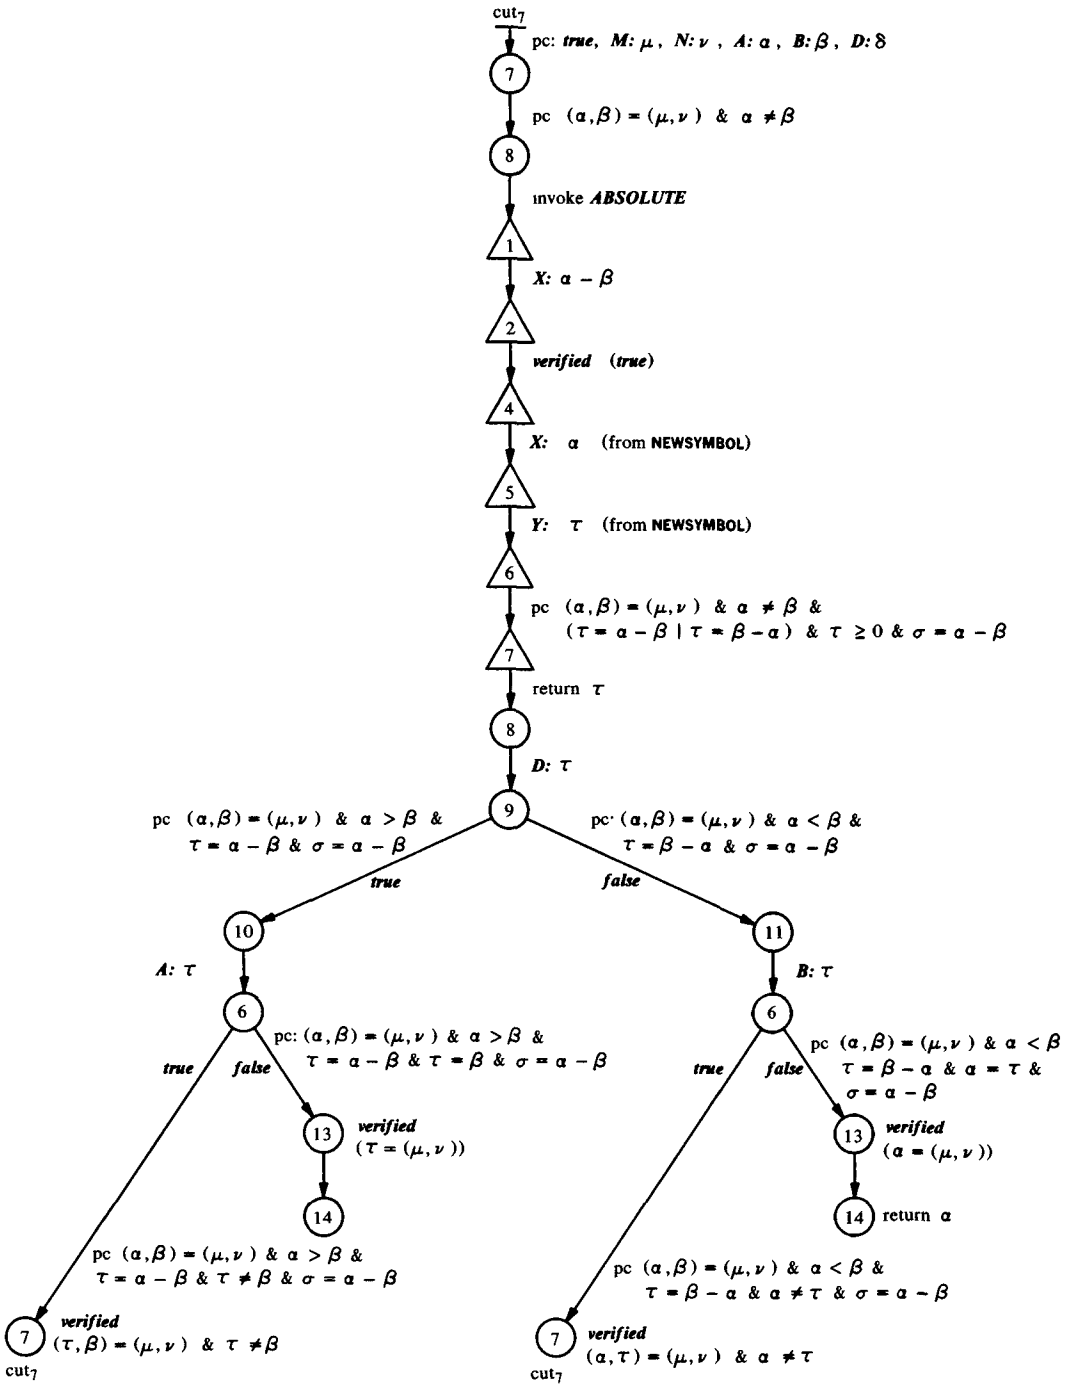 cut7
pc: true, M: μ, N: ν, A: α, B: β, D: δ
7
pc (α,β) = (μ,ν) & α ≠ β
8
invoke ABSOLUTE
1
X: α − β
2
verified (true)
4
X: α (from NEWSYMBOL)
5
Y: τ (from NEWSYMBOL)
6
pc (α,β) = (μ,ν) & α ≠ β &
(τ = α − β | τ = β − α) & τ ≥ 0 & σ = α − β
7
return τ
8
D: τ
9
pc (α,β) = (μ,ν) & α > β &
τ = α − β & σ = α − β
true
pc· (α,β) = (μ,ν) & α < β &
τ = β − α & σ = α − β
false
10
11
A: τ
B: τ
6
6
pc: (α,β) = (μ,ν) & α > β &
τ = α − β & τ = β & σ = α − β
true
false
pc (α,β) = (μ,ν) & α < β
τ = β − α & α = τ &
σ = α − β
true
false
13
verified
(τ = (μ,ν))
13
verified
(α = (μ,ν))
14
14
return α
pc (α,β) = (μ,ν) & α > β &
τ = α − β & τ ≠ β & σ = α − β
pc (α,β) = (μ,ν) & α < β &
τ = β − α & α ≠ τ & σ = α − β
7
verified
(τ,β) = (μ,ν) & τ ≠ β
cut7
7
verified
(α,τ) = (μ,ν) & α ≠ τ
cut7